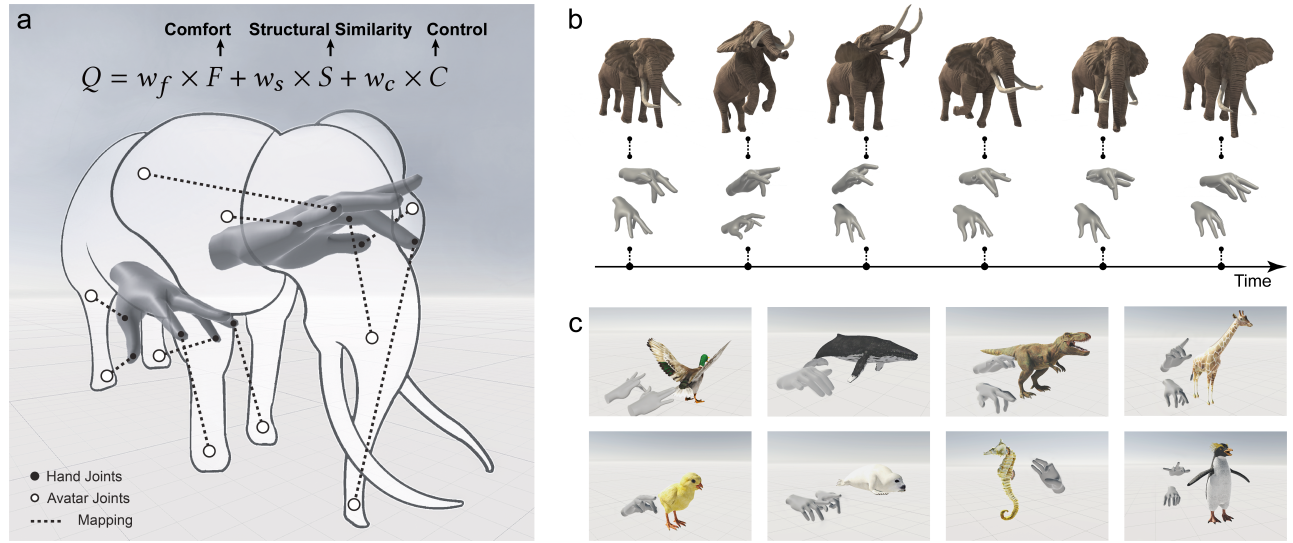 a
Comfort Structural Similarity Control
Q = w_f × F + w_s × S + w_c × C
Hand Joints
Avatar Joints
Mapping
b
Time
c